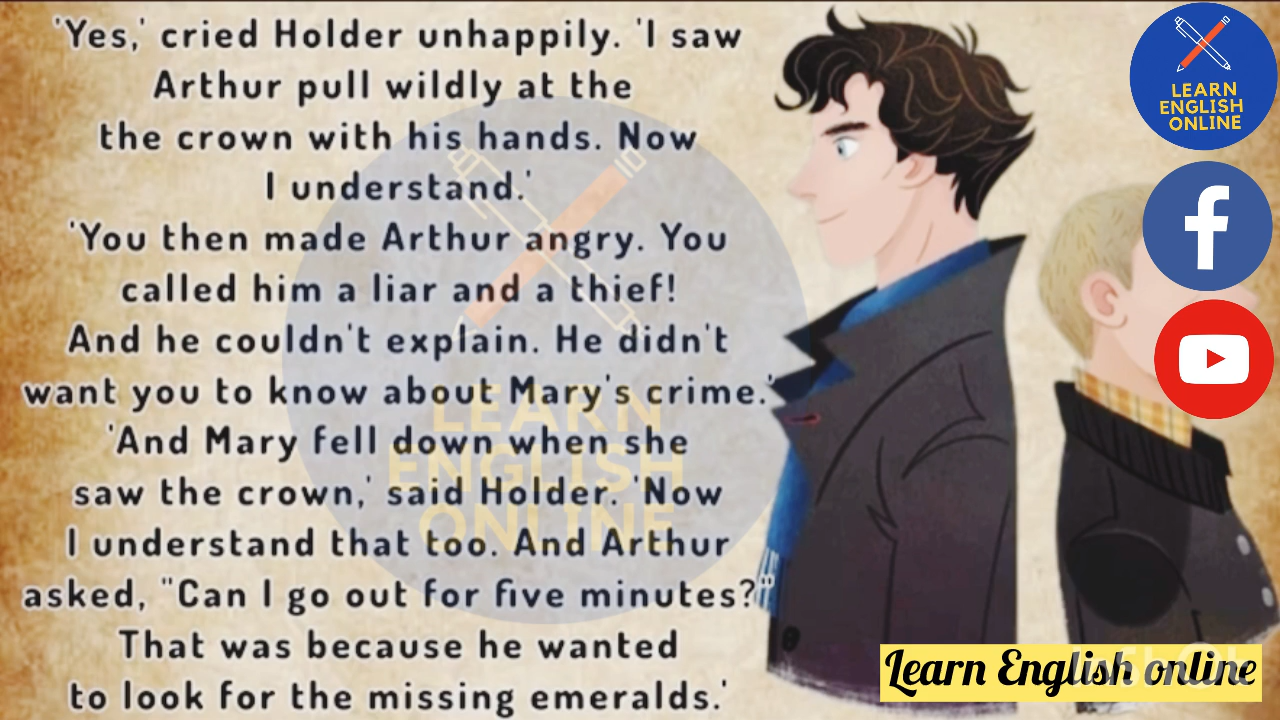 'Yes,' cried Holder unhappily. 'I saw
Arthur pull wildly at the
the crown with his hands. Now
I understand.'
'You then made Arthur angry. You
called him a liar and a thief!
And he couldn't explain. He didn't
want you to know about Mary's crime.'
'And Mary fell down when she
saw the crown,' said Holder. 'Now
I understand that too. And Arthur
asked, "Can I go out for five minutes?"
That was because he wanted
to look for the missing emeralds.'
LEARN
ENGLISH
ONLINE
LEARN
ENGLISH
ONLINE
f
Learn English online